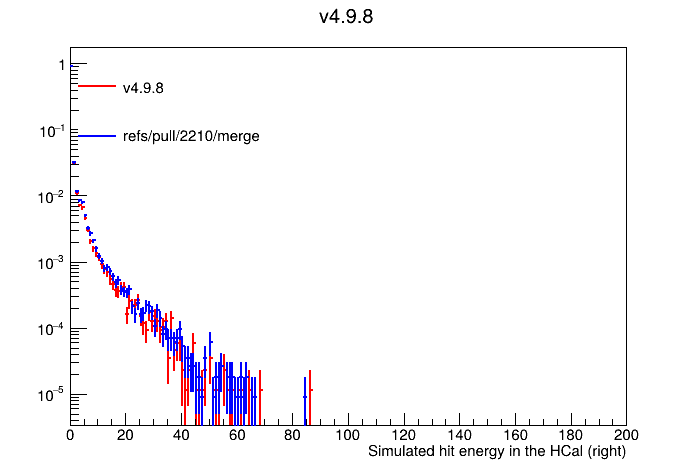 v4.9.8
1
v4.9.8
10⁻¹
refs/pull/2210/merge
10⁻²
10⁻³
10⁻⁴
10⁻⁵
0 20 40 60 80 100 120 140 160 180 200
Simulated hit energy in the HCal (right)